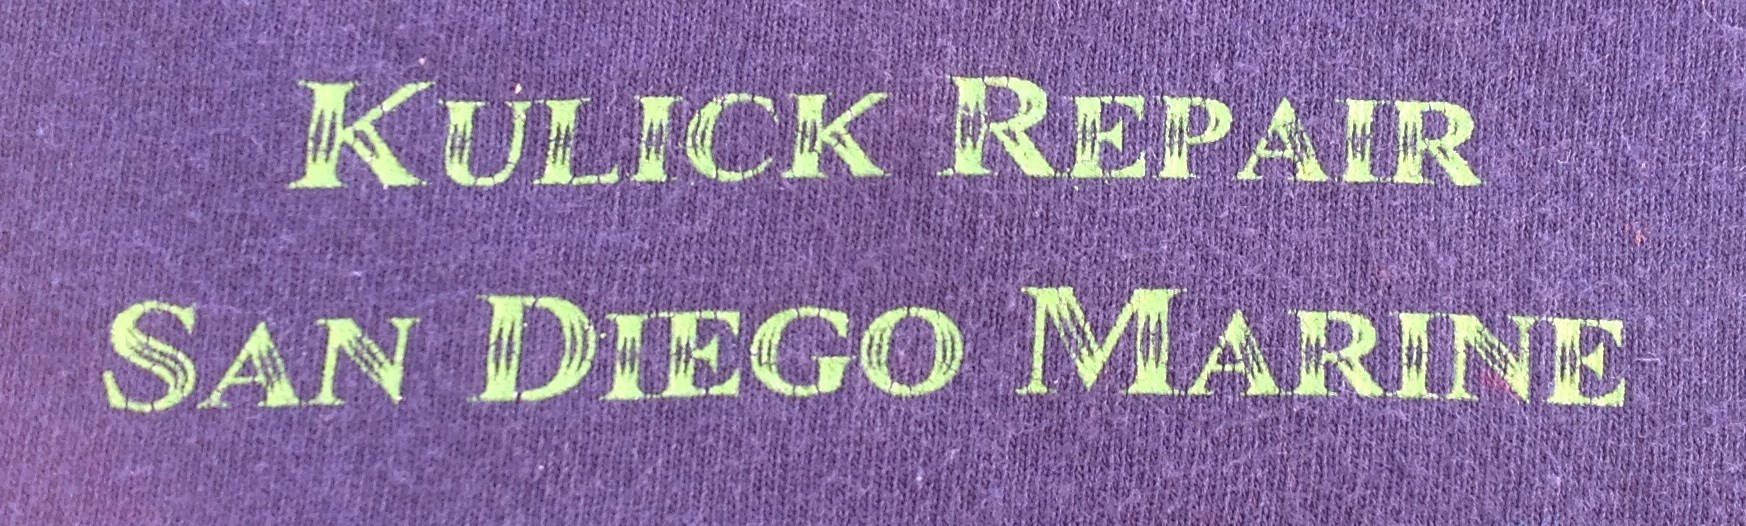 KULICK REPAIR
SAN DIEGO MARINE